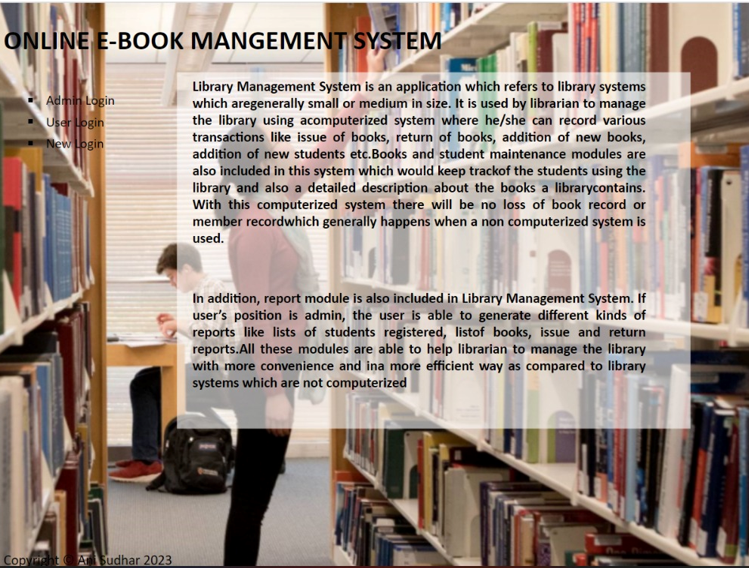 ONLINE E-BOOK MANGEMENT SYSTEM
Admin Login
User Login
New Login
Library Management System is an application which refers to library systems
which aregenerally small or medium in size. It is used by librarian to manage
the library using acomputerized system where he/she can record various
transactions like issue of books, return of books, addition of new books,
addition of new students etc.Books and student maintenance modules are
also included in this system which would keep trackof the students using the
library and also a detailed description about the books a librarycontains.
With this computerized system there will be no loss of book record or
member recordwhich generally happens when a non computerized system is
used.
In addition, report module is also included in Library Management System. If
user’s position is admin, the user is able to generate different kinds of
reports like lists of students registered, listof books, issue and return
reports.All these modules are able to help librarian to manage the library
with more convenience and ina more efficient way as compared to library
systems which are not computerized
Copyright © Ani Sudhar 2023